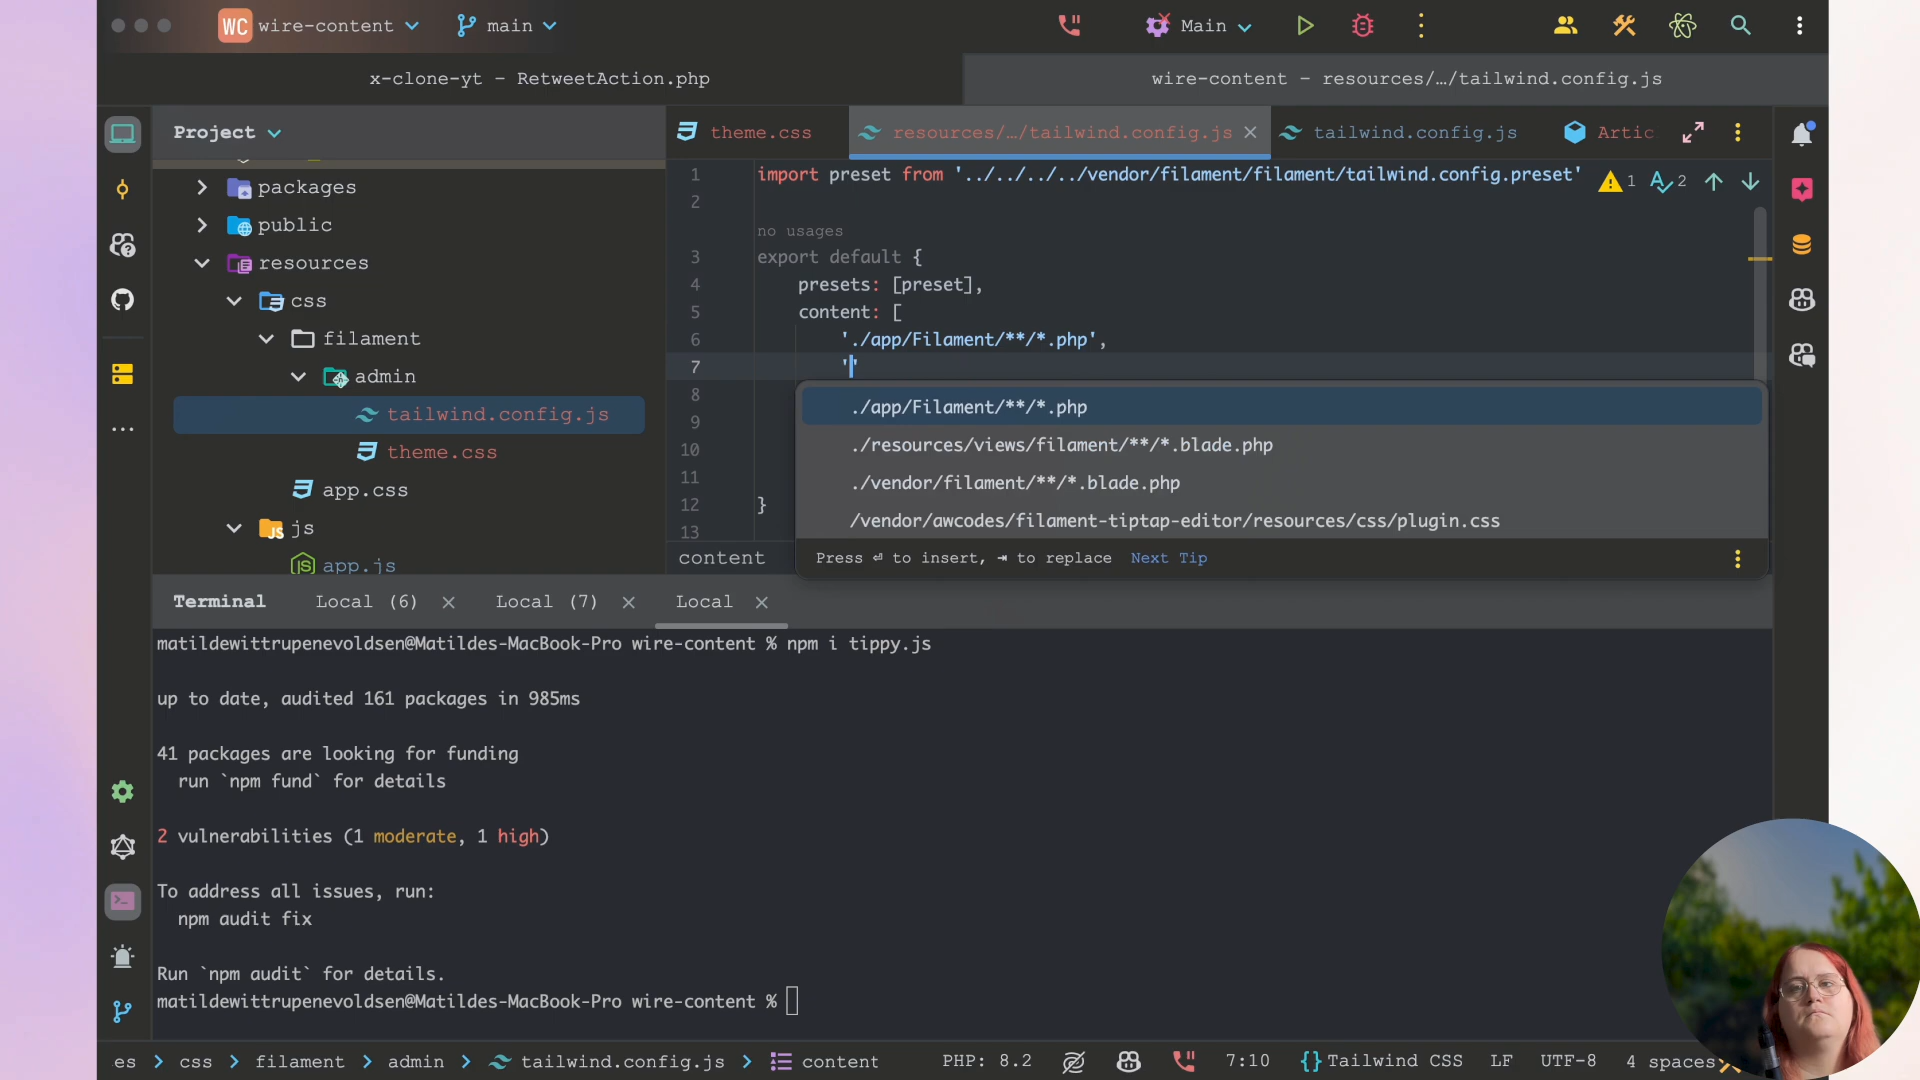 WC wire-content main Main
x-clone-yt – RetweetAction.php wire-content – resources/…/tailwind.config.js
Project
packages
public
resources
css
filament
admin
tailwind.config.js
theme.css
app.css
js
JS app.js
theme.css resources/…/tailwind.config.js tailwind.config.js Artic
1 import preset from '../../../../vendor/filament/filament/tailwind.config.preset' 1 2
2
no usages
3 export default {
4 presets: [preset],
5 content: [
6 './app/Filament/**/*.php',
7 ''
8
9
10
11
12 }
13
./app/Filament/**/*.php
./resources/views/filament/**/*.blade.php
./vendor/filament/**/*.blade.php
/vendor/awcodes/filament-tiptap-editor/resources/css/plugin.css
Press ⏎ to insert, ⇥ to replace Next Tip
content
Terminal Local (6) Local (7) Local
matildewittrupenevoldsen@Matildes-MacBook-Pro wire-content % npm i tippy.js
up to date, audited 161 packages in 985ms
41 packages are looking for funding
run `npm fund` for details
2 vulnerabilities (1 moderate, 1 high)
To address all issues, run:
npm audit fix
Run `npm audit` for details.
matildewittrupenevoldsen@Matildes-MacBook-Pro wire-content %
es css filament admin tailwind.config.js content PHP: 8.2 7:10 {} Tailwind CSS LF UTF-8 4 spaces